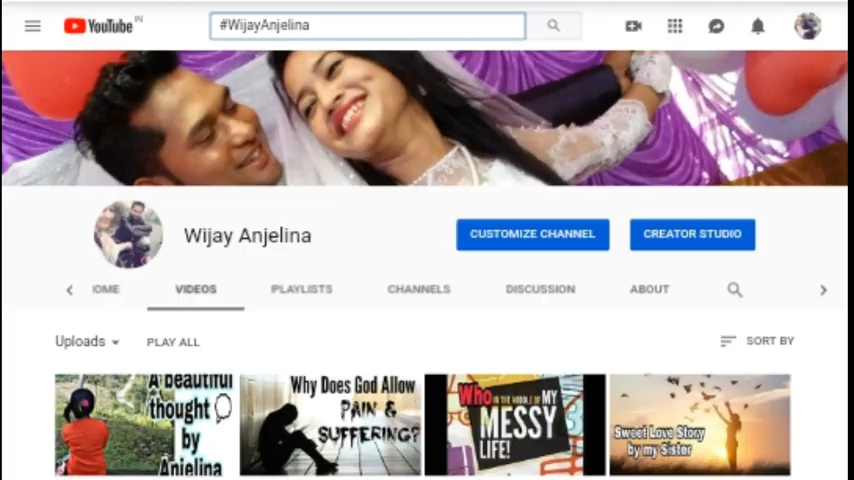 YouTube IN
#WijayAnjelina
Wijay Anjelina
CUSTOMIZE CHANNEL
CREATOR STUDIO
OME
VIDEOS
PLAYLISTS
CHANNELS
DISCUSSION
ABOUT
Uploads
PLAY ALL
SORT BY
A beautiful
thought
by
Anjelina
Why Does God Allow
PAIN &
SUFFERING?
Who IN THE MIDDLE OF MY
MESSY
LIFE!
Sweet Love Story
by my Sister